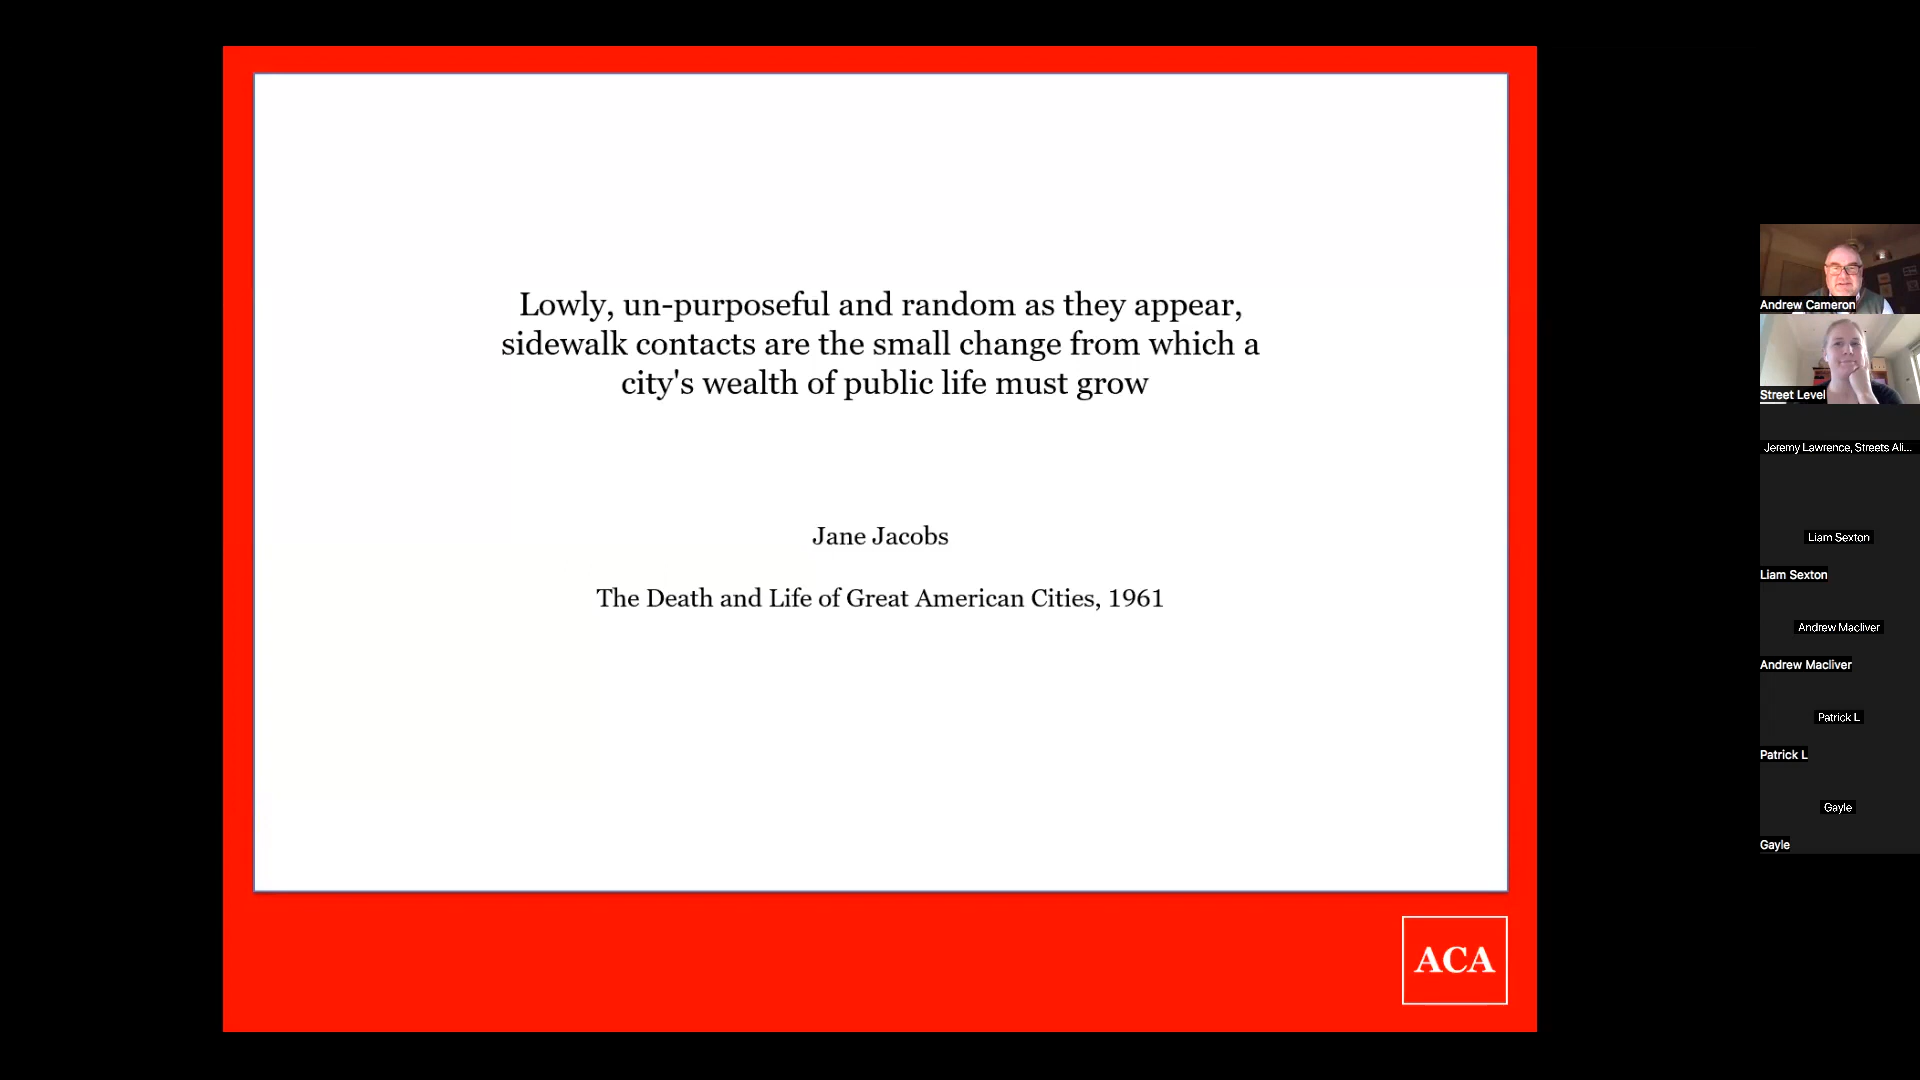 Lowly, un-purposeful and random as they appear,
sidewalk contacts are the small change from which a
city's wealth of public life must grow
Jane Jacobs
The Death and Life of Great American Cities, 1961
ACA
Andrew Cameron
Street Level
Jeremy Lawrence, Streets Ali...
Liam Sexton
Liam Sexton
Andrew Macliver
Andrew Macliver
Patrick L
Patrick L
Gayle
Gayle